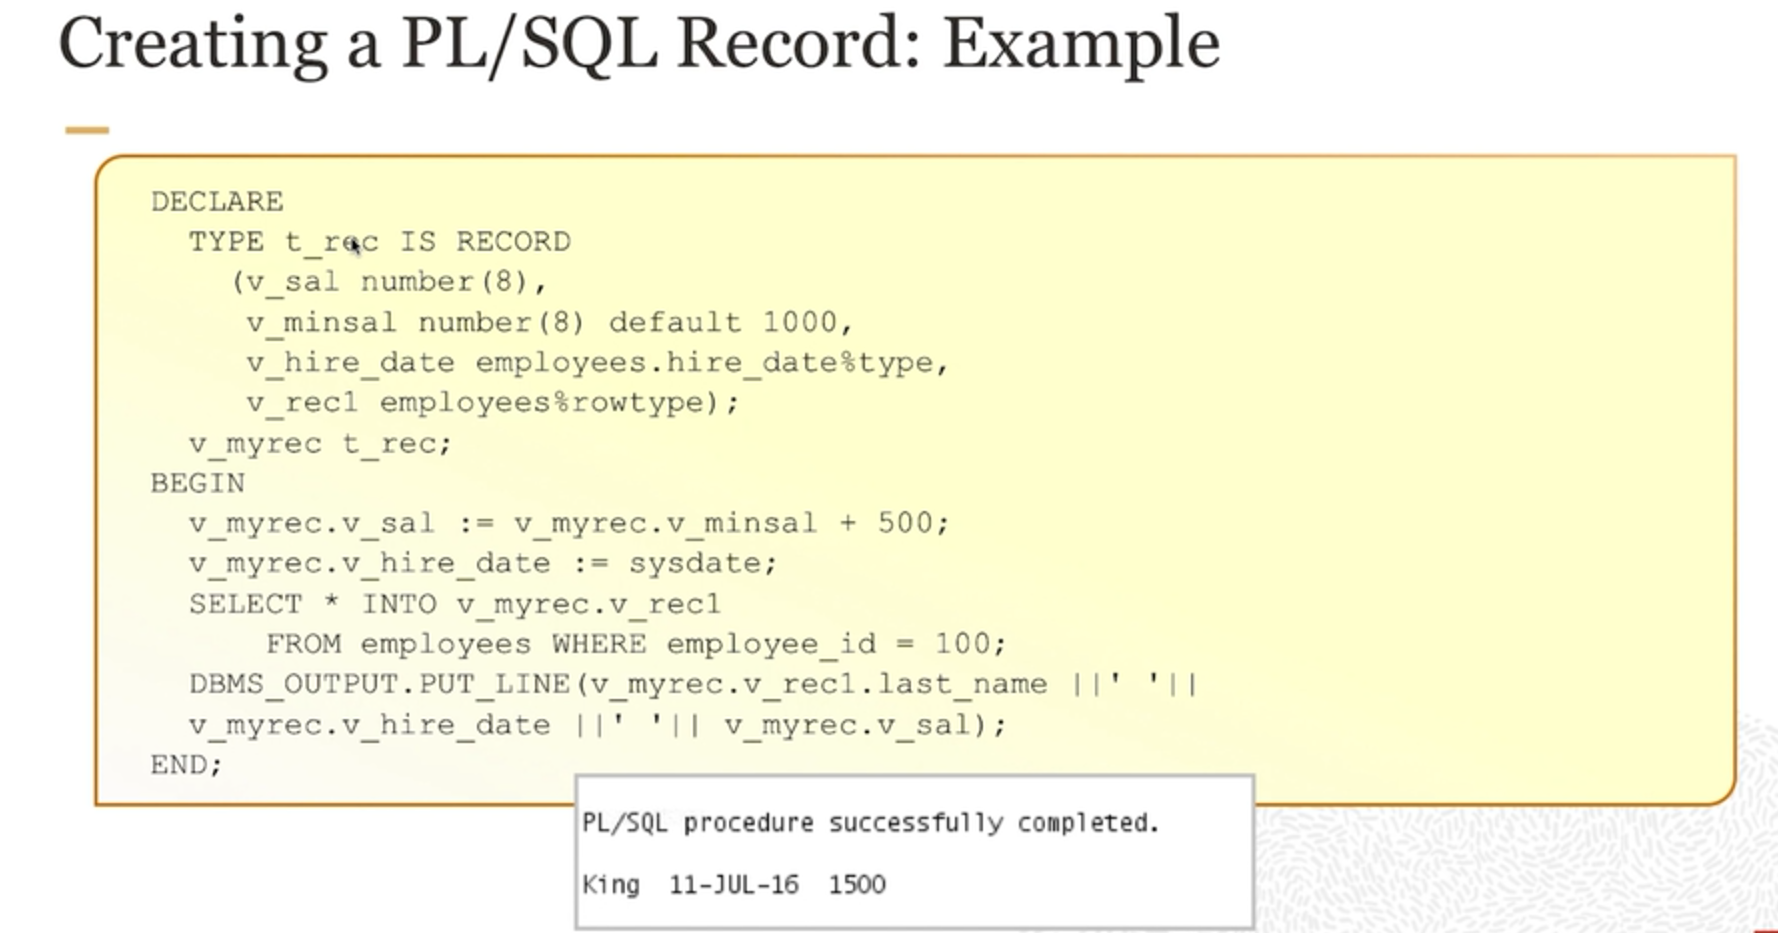 Creating a PL/SQL Record: Example
DECLARE
TYPE t_rec IS RECORD
(v_sal number(8),
v_minsal number(8) default 1000,
v_hire_date employees.hire_date%type,
v_rec1 employees%rowtype);
v_myrec t_rec;
BEGIN
v_myrec.v_sal := v_myrec.v_minsal + 500;
v_myrec.v_hire_date := sysdate;
SELECT * INTO v_myrec.v_rec1
FROM employees WHERE employee_id = 100;
DBMS_OUTPUT.PUT_LINE(v_myrec.v_rec1.last_name ||' '||
v_myrec.v_hire_date ||' '|| v_myrec.v_sal);
END;
PL/SQL procedure successfully completed.
King 11-JUL-16 1500